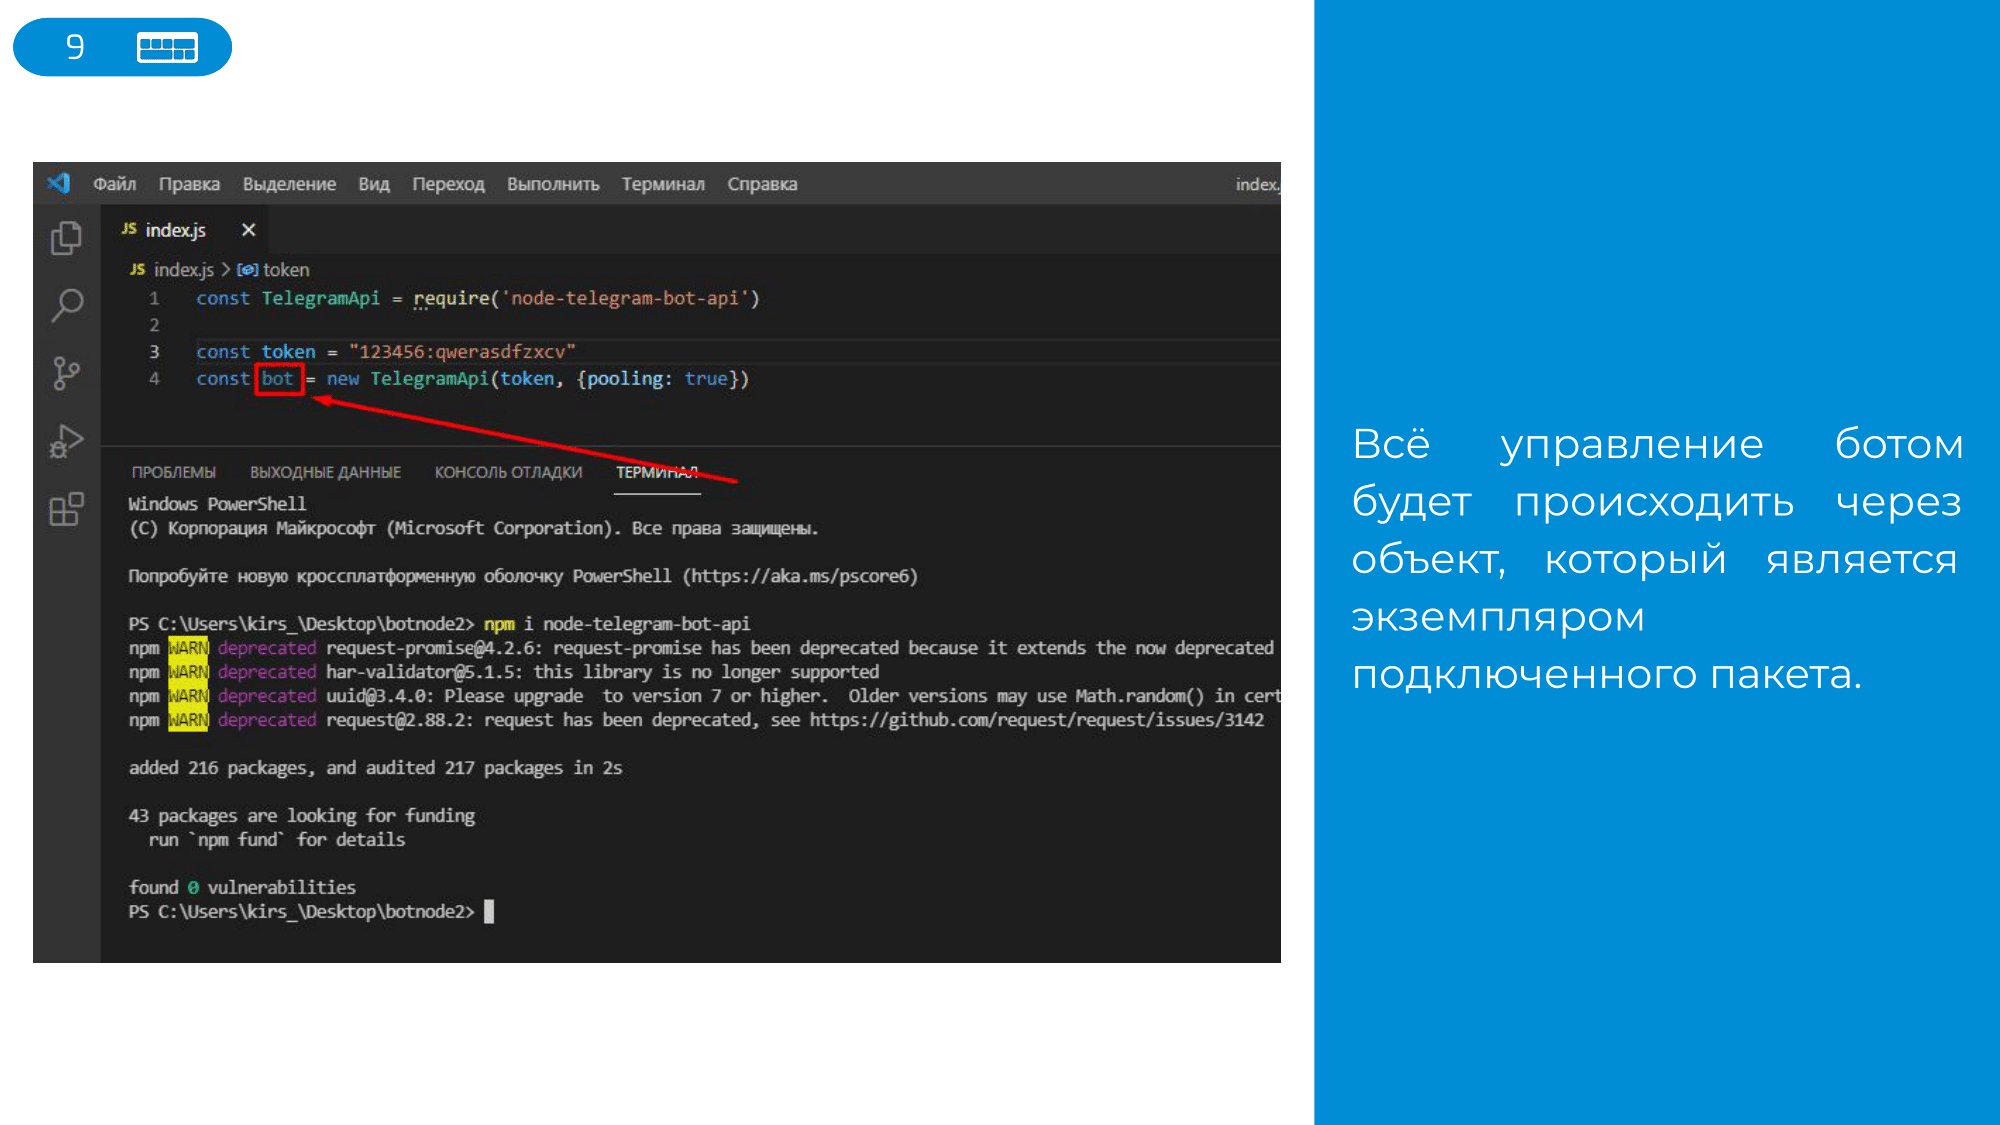 9
Файл Правка Выделение Вид Переход Выполнить Терминал Справка index.
JS index.js ×
JS index.js > token
1 const TelegramApi = require('node-telegram-bot-api')
2
3 const token = "123456:qwerasdfzxcv"
4 const bot = new TelegramApi(token, {pooling: true})
ПРОБЛЕМЫ ВЫХОДНЫЕ ДАННЫЕ КОНСОЛЬ ОТЛАДКИ ТЕРМИНАЛ
Windows PowerShell
(C) Корпорация Майкрософт (Microsoft Corporation). Все права защищены.
Попробуйте новую кроссплатформенную оболочку PowerShell (https://aka.ms/pscore6)
PS C:\Users\kirs_\Desktop\botnode2> npm i node-telegram-bot-api
npm WARN deprecated request-promise@4.2.6: request-promise has been deprecated because it extends the now deprecated
npm WARN deprecated har-validator@5.1.5: this library is no longer supported
npm WARN deprecated uuid@3.4.0: Please upgrade  to version 7 or higher.  Older versions may use Math.random() in cert
npm WARN deprecated request@2.88.2: request has been deprecated, see https://github.com/request/request/issues/3142
added 216 packages, and audited 217 packages in 2s
43 packages are looking for funding
run `npm fund` for details
found 0 vulnerabilities
PS C:\Users\kirs_\Desktop\botnode2>
Всё управление ботом
будет происходить через
объект, который является
экземпляром
подключенного пакета.